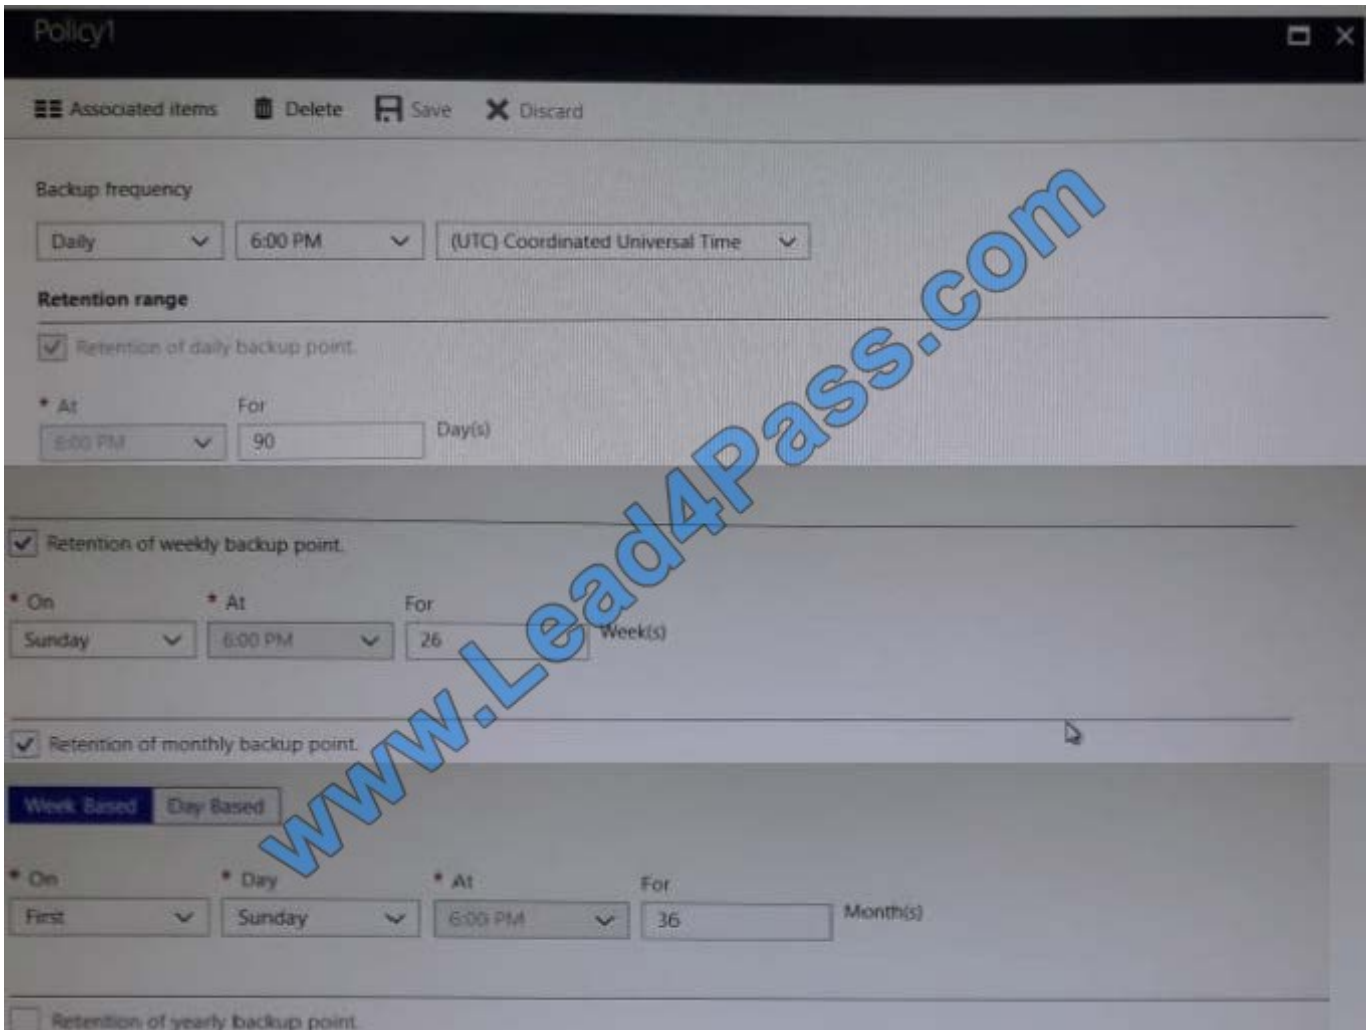 Policy1
Associated items Delete Save Discard
Backup frequency
Daily 6:00 PM (UTC) Coordinated Universal Time
Retention range
Retention of daily backup point.
* At For
6:00 PM 90 Day(s)
Retention of weekly backup point.
* On * At For
Sunday 6:00 PM 26 Week(s)
Retention of monthly backup point.
Week Based Day Based
* On * Day * At For
First Sunday 6:00 PM 36 Month(s)
Retention of yearly backup point.
www.Lead4Pass.com